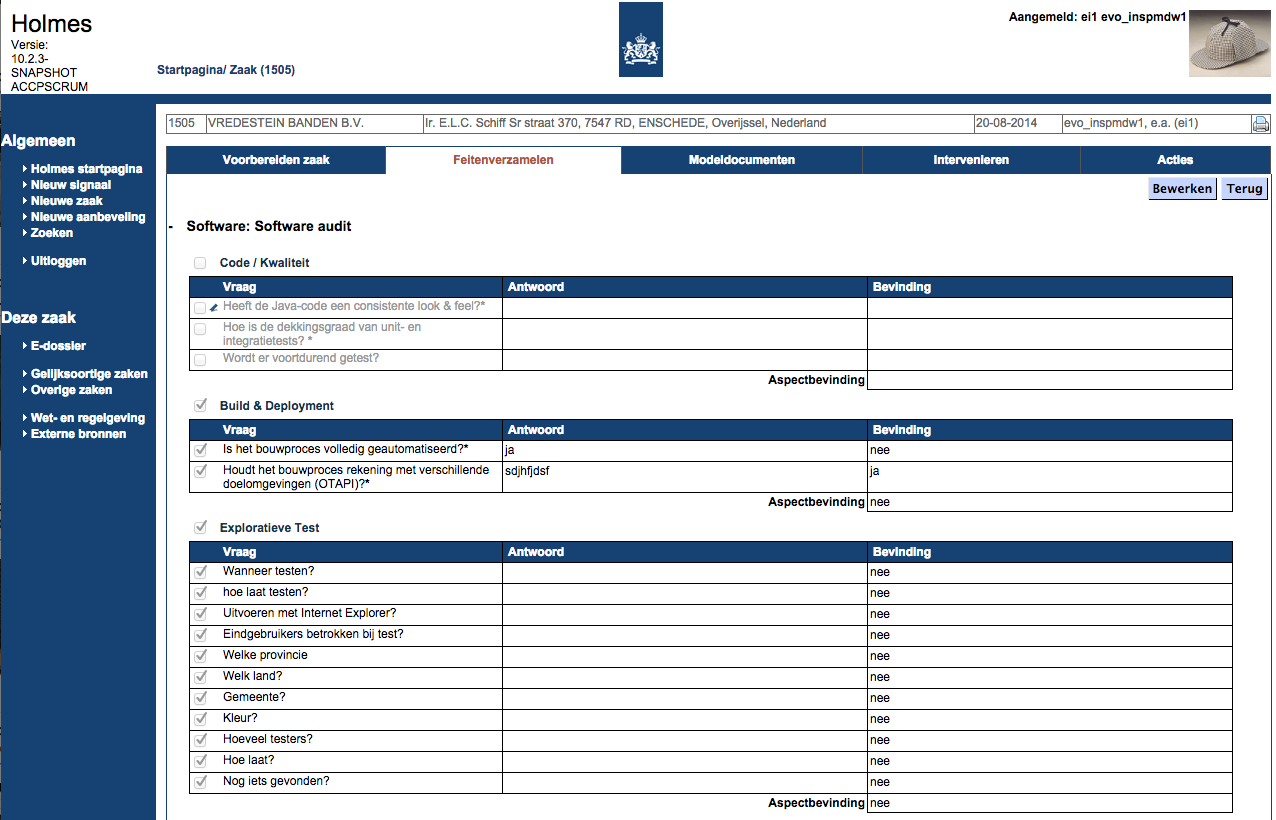 Holmes
Versie:
10.2.3-
SNAPSHOT
ACCPSCRUM
Startpagina/ Zaak (1505)
Aangemeld: ei1 evo_inspmdw1
Algemeen
Holmes startpagina
Nieuw signaal
Nieuwe zaak
Nieuwe aanbeveling
Zoeken
Uitloggen
Deze zaak
E-dossier
Gelijksoortige zaken
Overige zaken
Wet- en regelgeving
Externe bronnen
1505 VREDESTEIN BANDEN B.V. Ir. E.L.C. Schiff Sr straat 370, 7547 RD, ENSCHEDE, Overijssel, Nederland 20-08-2014 evo_inspmdw1, e.a. (ei1)
Voorbereiden zaak Feitenverzamelen Modeldocumenten Intervenieren Acties
Bewerken Terug
- Software: Software audit
Code / Kwaliteit
Vraag Antwoord Bevinding
Heeft de Java-code een consistente look & feel?*
Hoe is de dekkingsgraad van unit- en
integratietests? *
Wordt er voortdurend getest?
Aspectbevinding
Build & Deployment
Vraag Antwoord Bevinding
Is het bouwproces volledig geautomatiseerd?* ja nee
Houdt het bouwproces rekening met verschillende sdjhfjdsf ja
doelomgevingen (OTAPI)?*
Aspectbevinding nee
Exploratieve Test
Vraag Antwoord Bevinding
Wanneer testen? nee
hoe laat testen? nee
Uitvoeren met Internet Explorer? nee
Eindgebruikers betrokken bij test? nee
Welke provincie nee
Welk land? nee
Gemeente? nee
Kleur? nee
Hoeveel testers? nee
Hoe laat? nee
Nog iets gevonden? nee
Aspectbevinding nee